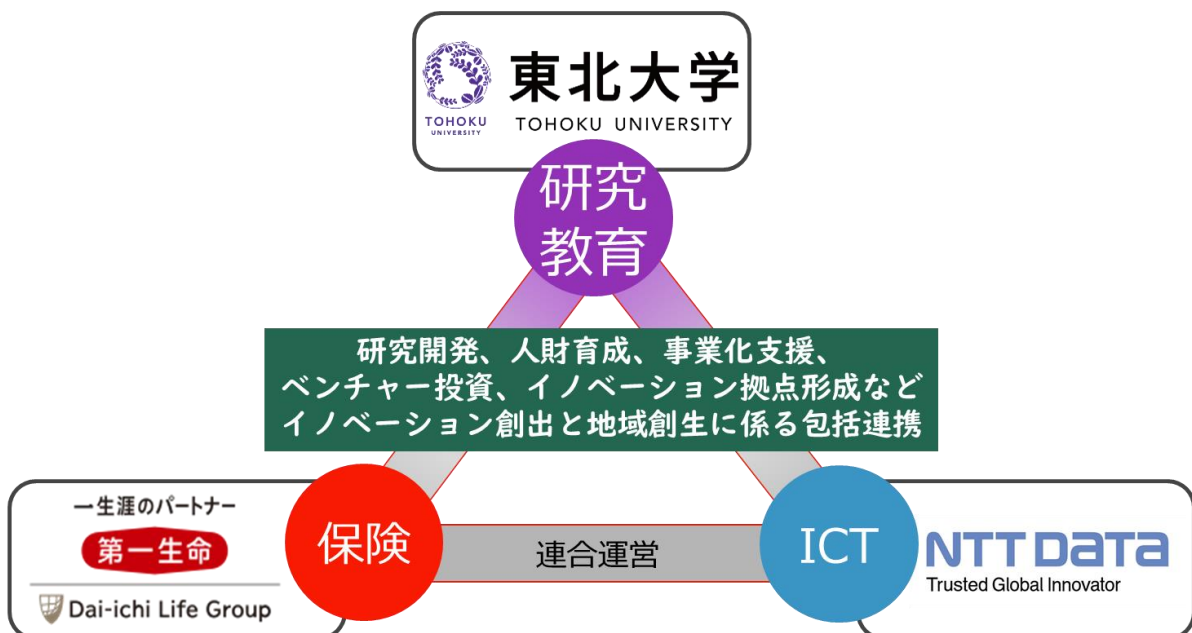 東北大学
TOHOKU UNIVERSITY
TOHOKU
UNIVERSITY
研究
教育
研究開発、人財育成、事業化支援、
ベンチャー投資、イノベーション拠点形成など
イノベーション創出と地域創生に係る包括連携
一生涯のパートナー
第一生命
Dai-ichi Life Group
保険
連合運営
ICT
NTT DATA
Trusted Global Innovator